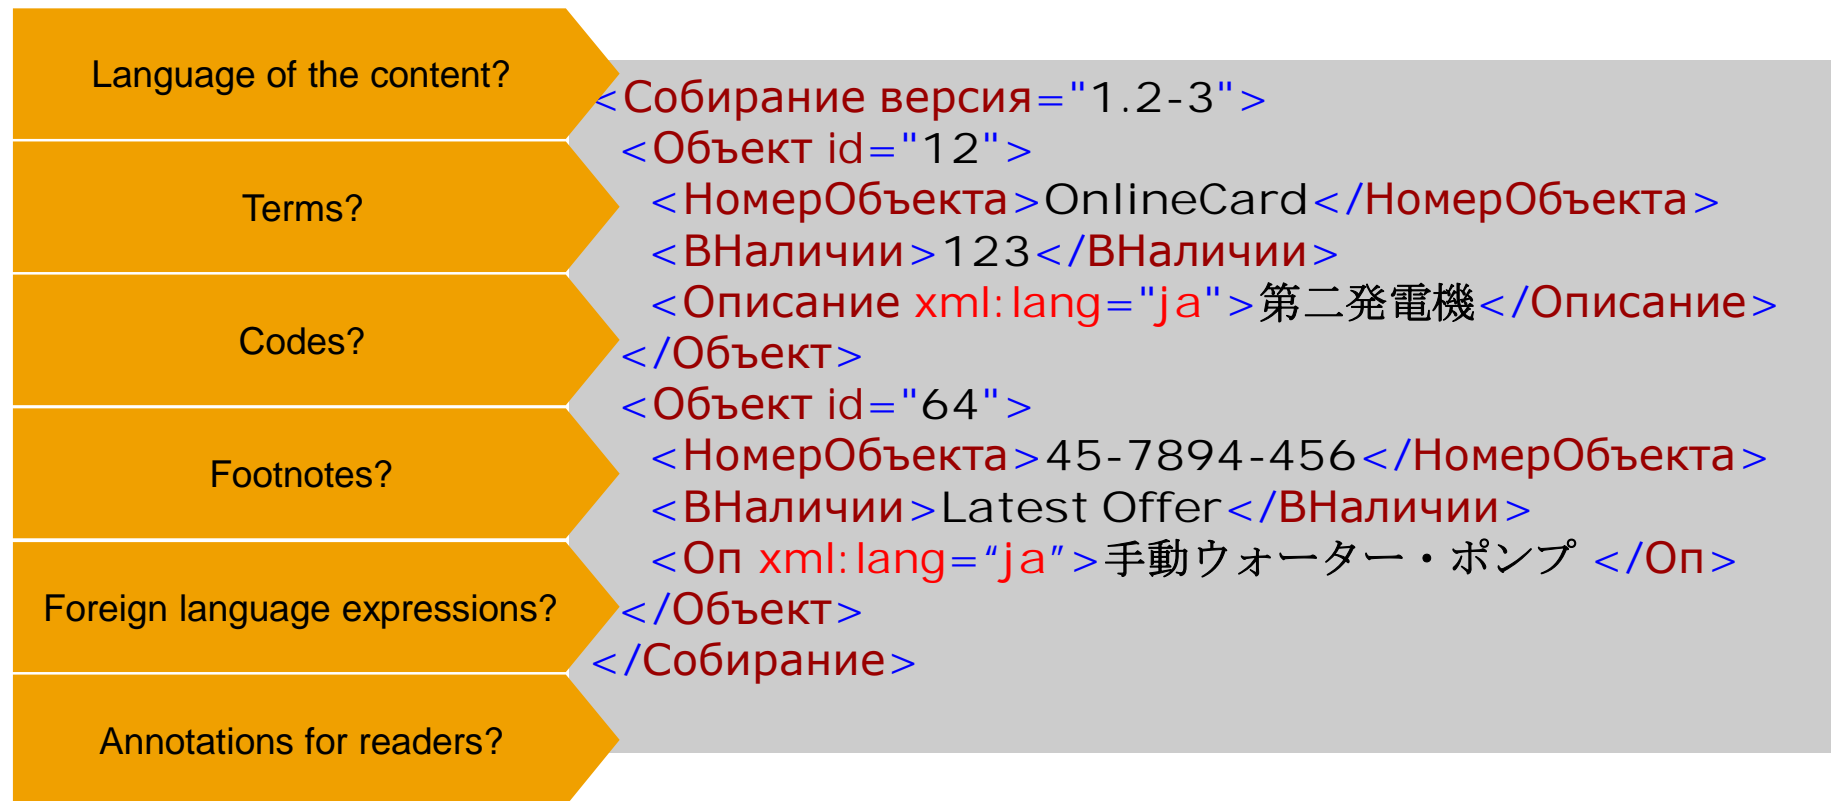 Language of the content?
Terms?
Codes?
Footnotes?
Foreign language expressions?
Annotations for readers?
<Собирание версия="1.2-3">
<Объект id="12">
<НомерОбъекта>OnlineCard</НомерОбъекта>
<ВНаличии>123</ВНаличии>
<Описание xml:lang="ja">第二発電機</Описание>
</Объект>
<Объект id="64">
<НомерОбъекта>45-7894-456</НомерОбъекта>
<ВНаличии>Latest Offer</ВНаличии>
<Оп xml:lang=“ja”>手動ウォーター・ポンプ </Оп>
</Объект>
</Собирание>